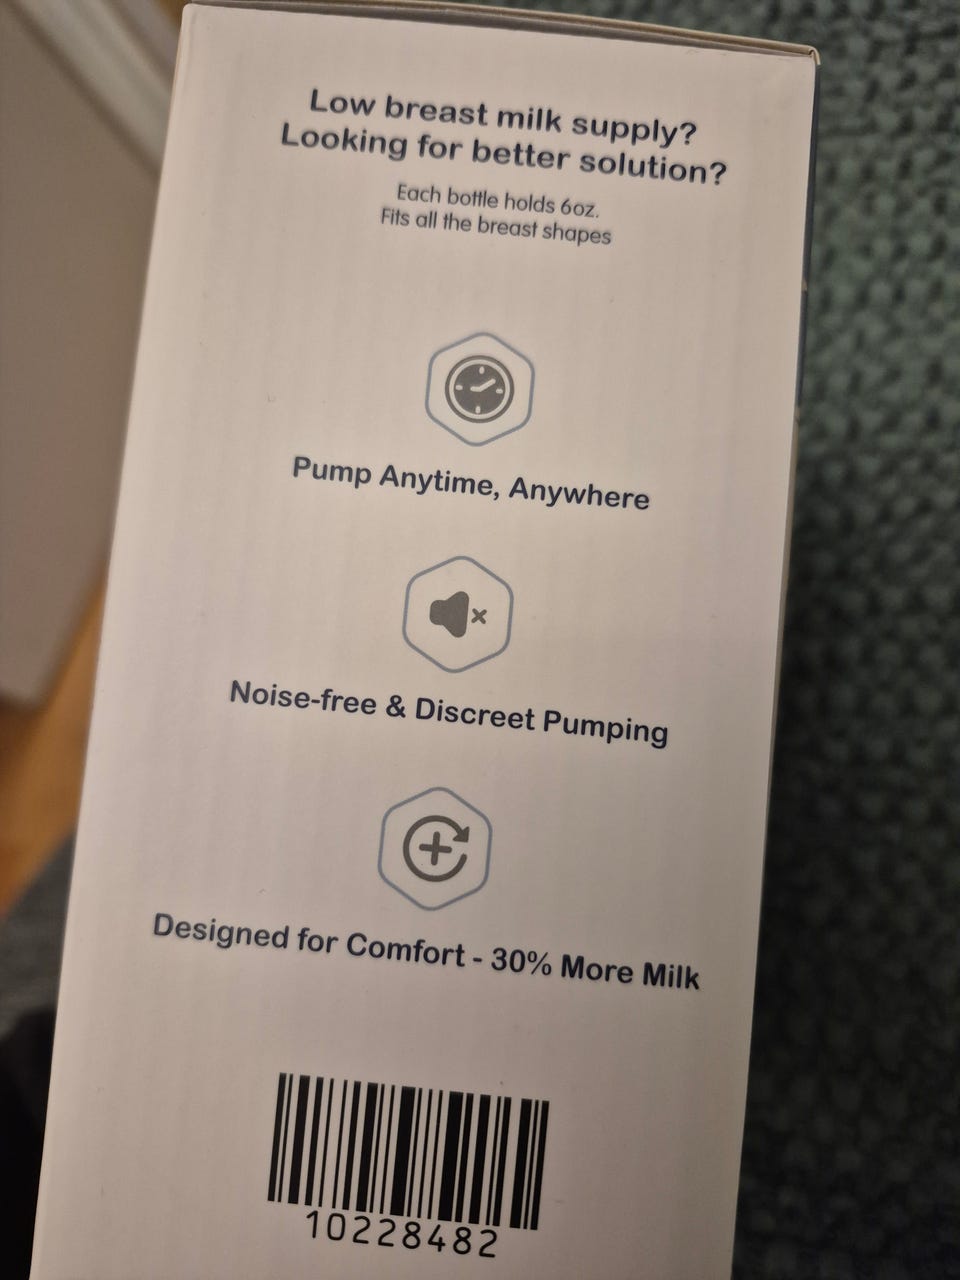 Low breast milk supply?
Looking for better solution?
Each bottle holds 6oz.
Fits all the breast shapes
Pump Anytime, Anywhere
Noise-free & Discreet Pumping
Designed for Comfort - 30% More Milk
10228482